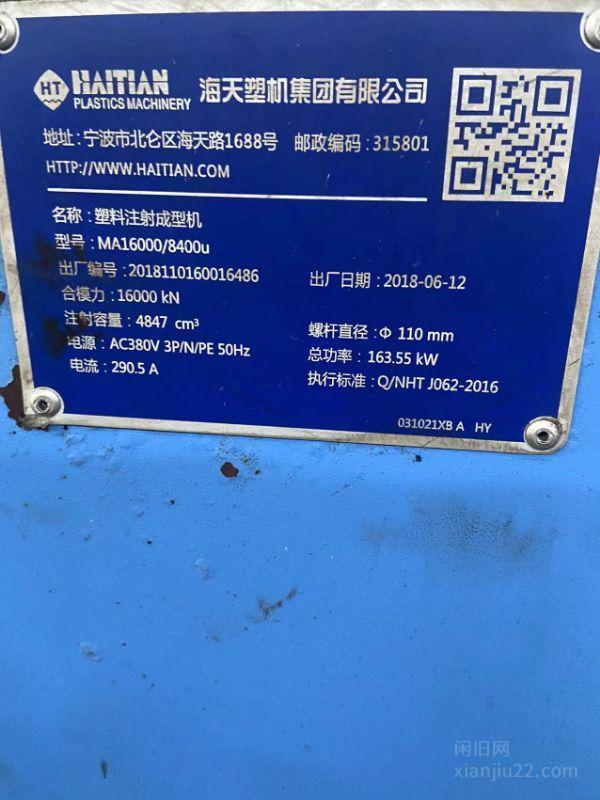 HT HAITIAN
PLASTICS MACHINERY
海天塑机集团有限公司
地址:宁波市北仑区海天路1688号 邮政编码:315801
HTTP://WWW.HAITIAN.COM
名称:塑料注射成型机
型号:MA16000/8400u
出厂编号:2018110160016486 出厂日期:2018-06-12
合模力:16000 kN
注射容量:4847 cm³ 螺杆直径:Φ 110 mm
电源:AC380V 3P/N/PE 50Hz 总功率:163.55 kW
电流:290.5 A 执行标准:Q/NHT J062-2016
031021XB A HY
闲旧网
xianjiu22.com